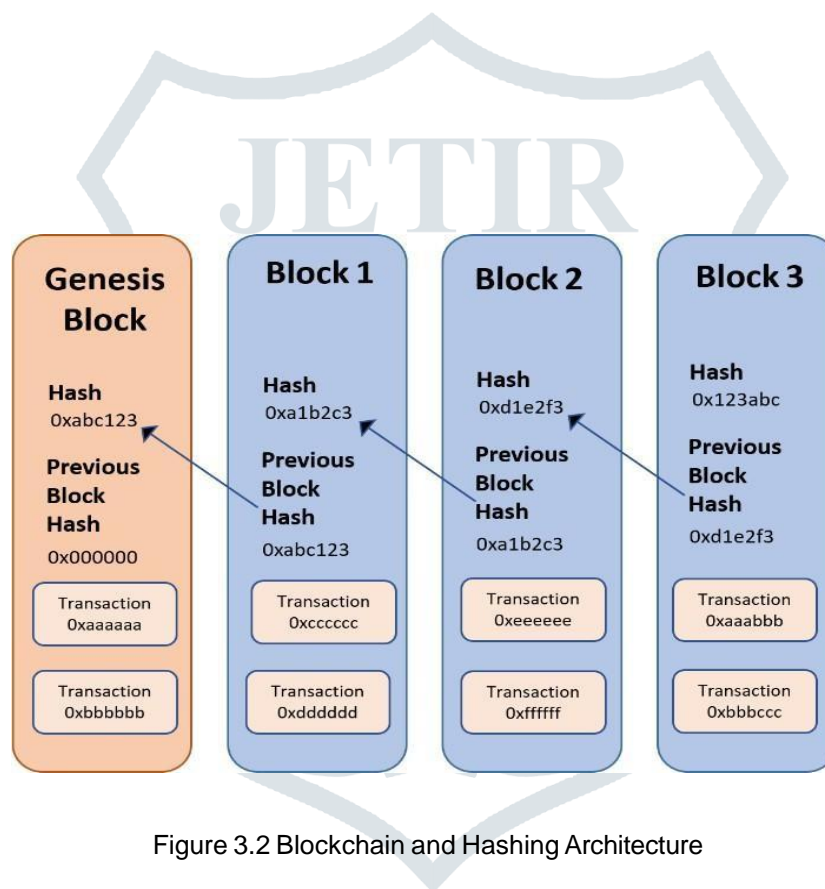 JETIR
Genesis
Block
Hash
0xabc123
Previous
Block
Hash
0x000000
Transaction
0xaaaaaa
Transaction
0xbbbbbb
Block 1
Hash
0xa1b2c3
Previous
Block
Hash
0xabc123
Transaction
0xcccccc
Transaction
0xdddddd
Block 2
Hash
0xd1e2f3
Previous
Block
Hash
0xa1b2c3
Transaction
0xeeeeee
Transaction
0xffffff
Block 3
Hash
0x123abc
Previous
Block
Hash
0xd1e2f3
Transaction
0xaaabbb
Transaction
0xbbbccc
Figure 3.2 Blockchain and Hashing Architecture